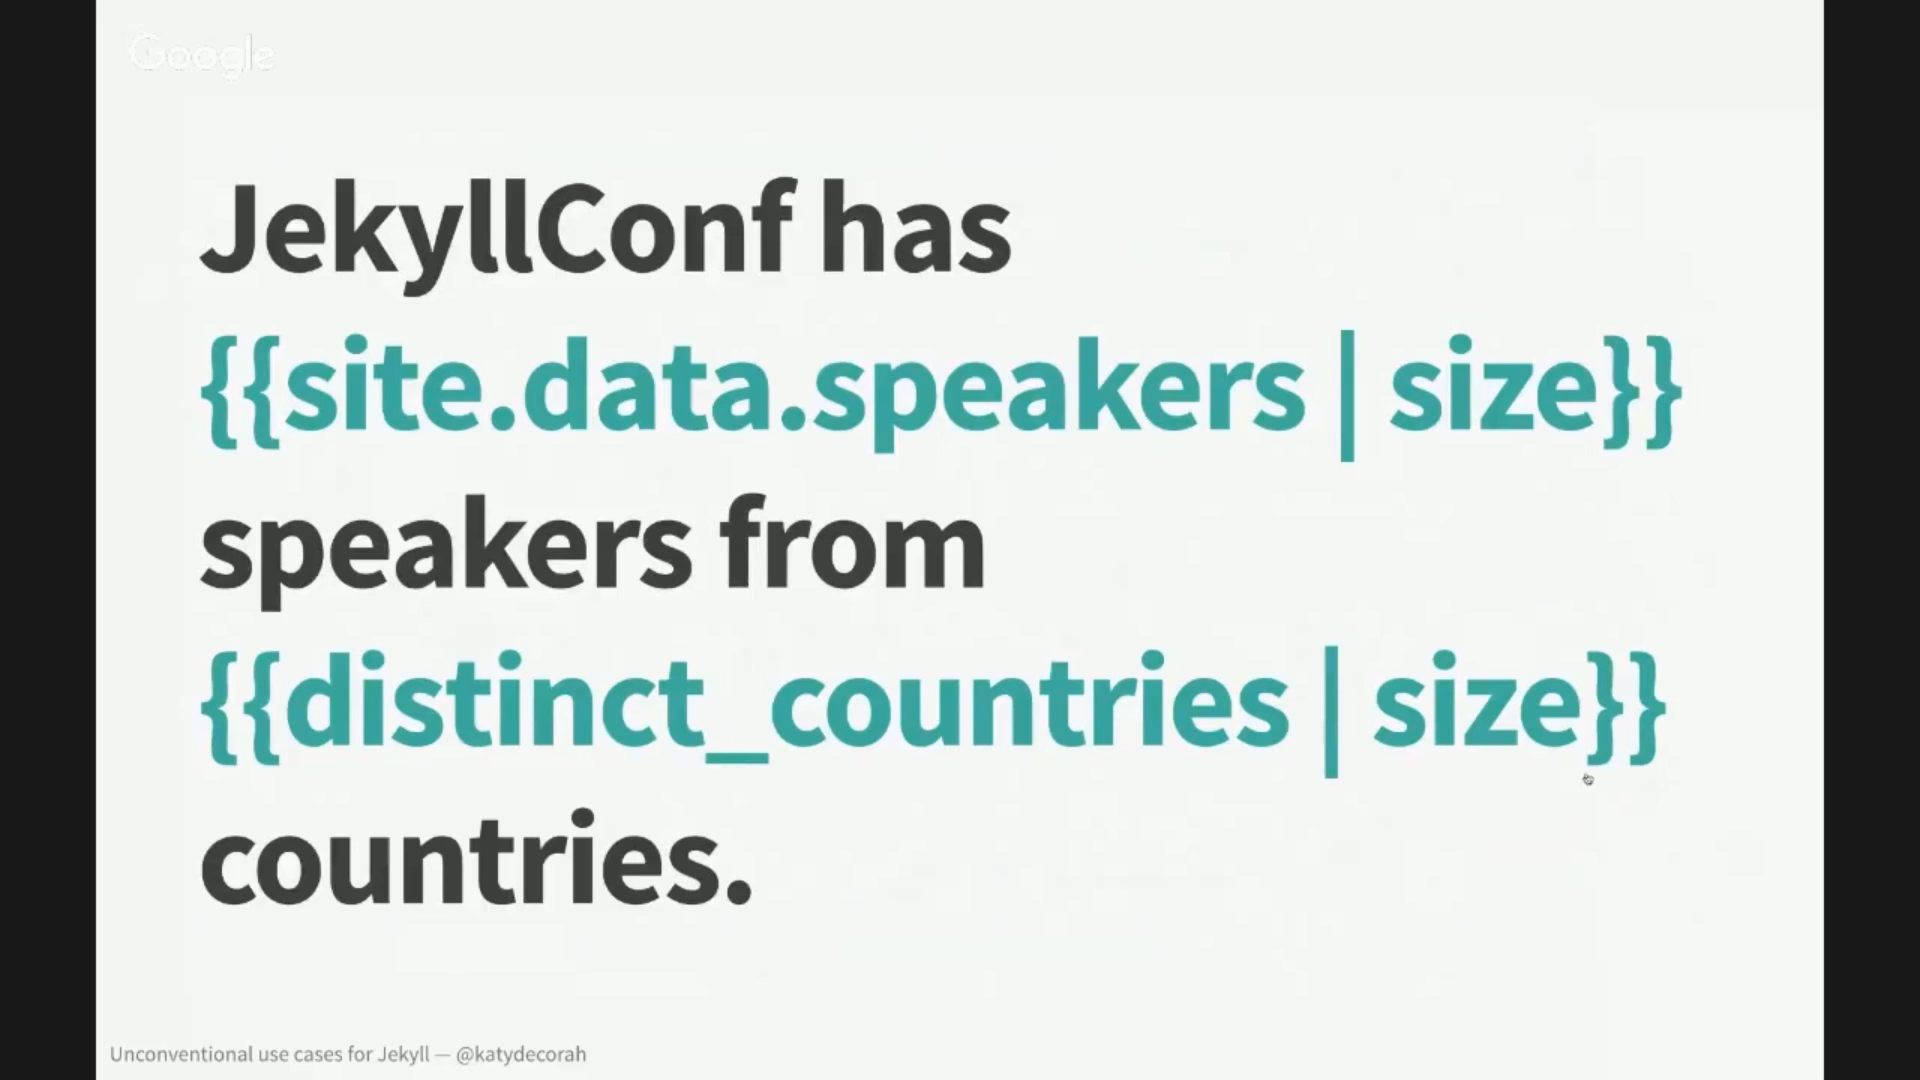 Google
JekyllConf has
{{site.data.speakers | size}}
speakers from
{{distinct_countries | size}}
countries.
Unconventional use cases for Jekyll — @katydecorah